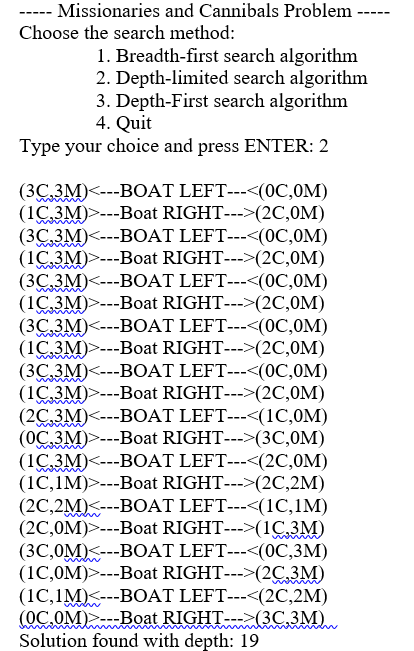 ----- Missionaries and Cannibals Problem -----
Choose the search method:
1. Breadth-first search algorithm
2. Depth-limited search algorithm
3. Depth-First search algorithm
4. Quit
Type your choice and press ENTER: 2
(3C,3M)<---BOAT LEFT---<(0C,0M)
(1C,3M)>---Boat RIGHT--->(2C,0M)
(3C,3M)<---BOAT LEFT---<(0C,0M)
(1C,3M)>---Boat RIGHT--->(2C,0M)
(3C,3M)<---BOAT LEFT---<(0C,0M)
(1C,3M)>---Boat RIGHT--->(2C,0M)
(3C,3M)<---BOAT LEFT---<(0C,0M)
(1C,3M)>---Boat RIGHT--->(2C,0M)
(3C,3M)<---BOAT LEFT---<(0C,0M)
(1C,3M)>---Boat RIGHT--->(2C,0M)
(2C,3M)<---BOAT LEFT---<(1C,0M)
(0C,3M)>---Boat RIGHT--->(3C,0M)
(1C,3M)<---BOAT LEFT---<(2C,0M)
(1C,1M)>---Boat RIGHT--->(2C,2M)
(2C,2M)<---BOAT LEFT---<(1C,1M)
(2C,0M)>---Boat RIGHT--->(1C,3M)
(3C,0M)<---BOAT LEFT---<(0C,3M)
(1C,0M)>---Boat RIGHT--->(2C,3M)
(1C,1M)<---BOAT LEFT---<(2C,2M)
(0C,0M)>---Boat RIGHT--->(3C,3M)
Solution found with depth: 19